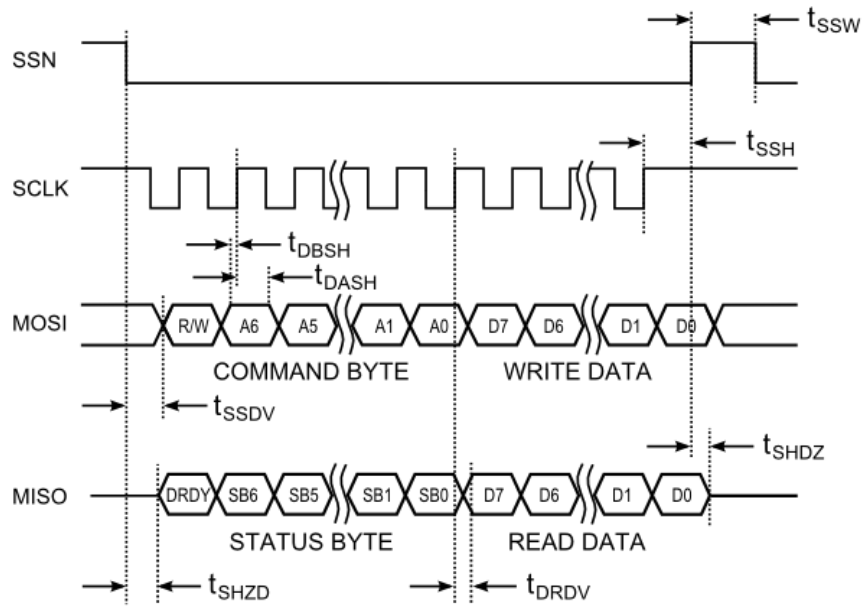 tSSW
SSN
tSSH
SCLK
tDBSH
tDASH
MOSI R/W A6 A5 A1 A0 D7 D6 D1 D0
COMMAND BYTE WRITE DATA
tSSDV
tSHDZ
MISO DRDY SB6 SB5 SB1 SB0 D7 D6 D1 D0
STATUS BYTE READ DATA
tSHZD tDRDV